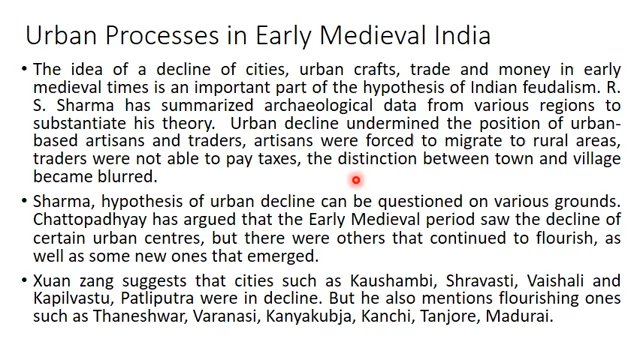 Urban Processes in Early Medieval India
• The idea of a decline of cities, urban crafts, trade and money in early
medieval times is an important part of the hypothesis of Indian feudalism. R.
S. Sharma has summarized archaeological data from various regions to
substantiate his theory. Urban decline undermined the position of urban-
based artisans and traders, artisans were forced to migrate to rural areas,
traders were not able to pay taxes, the distinction between town and village
became blurred.
• Sharma, hypothesis of urban decline can be questioned on various grounds.
Chattopadhyay has argued that the Early Medieval period saw the decline of
certain urban centres, but there were others that continued to flourish, as
well as some new ones that emerged.
• Xuan zang suggests that cities such as Kaushambi, Shravasti, Vaishali and
Kapilvastu, Patliputra were in decline. But he also mentions flourishing ones
such as Thaneshwar, Varanasi, Kanyakubja, Kanchi, Tanjore, Madurai.